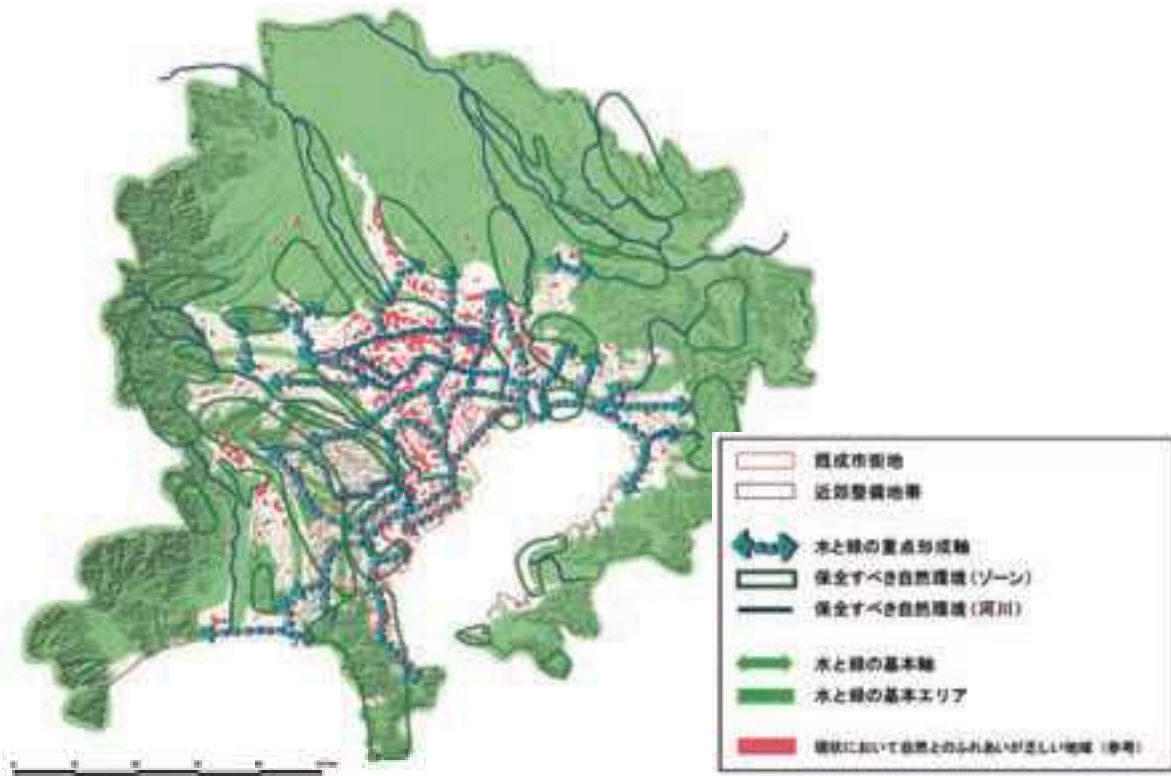 既成市街地
近郊整備地帯
水と緑の重点形成軸
保全すべき自然環境（ゾーン）
保全すべき自然環境（河川）
水と緑の基本軸
水と緑の基本エリア
現状において自然とのふれあいが乏しい地域（参考）